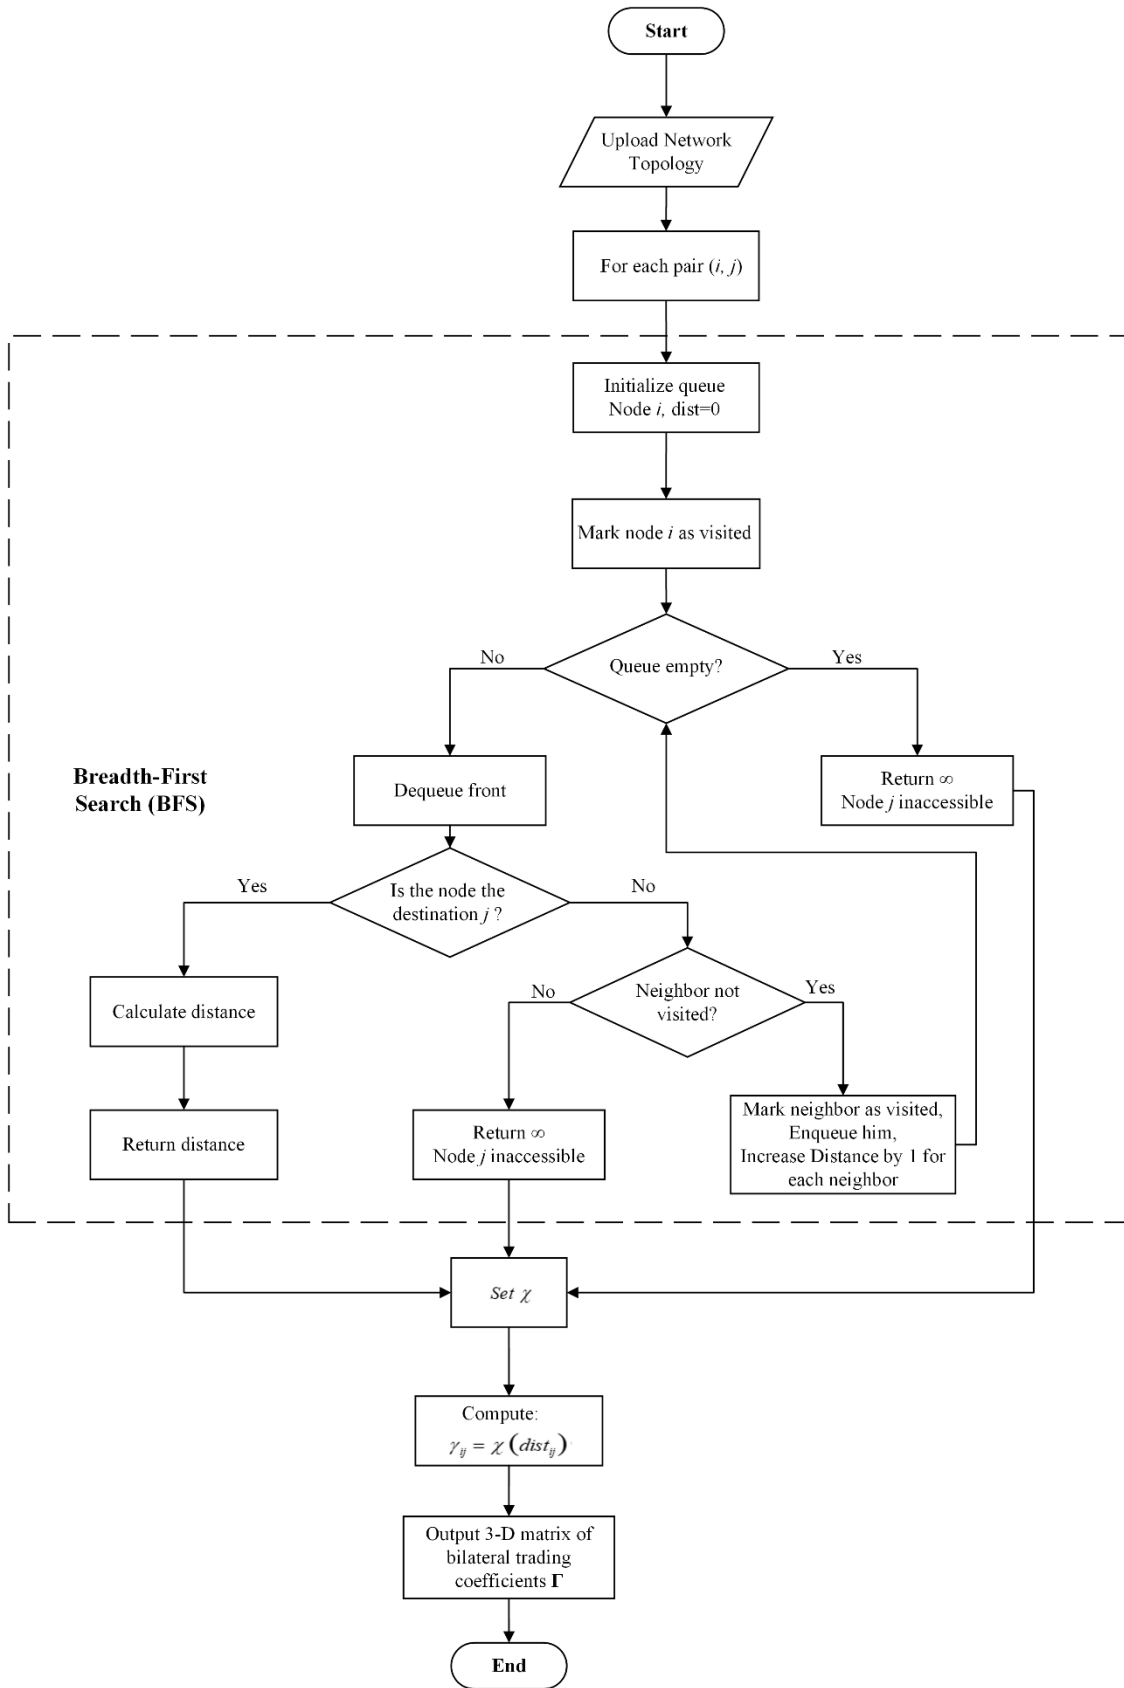 Start
Upload Network
Topology
For each pair (i, j)
Initialize queue
Node i, dist=0
Mark node i as visited
Queue empty?
No
Yes
Breadth-First
Search (BFS)
Dequeue front
Return ∞
Node j inaccessible
Is the node the
destination j ?
Yes
No
Calculate distance
Neighbor not
visited?
No
Yes
Return distance
Return ∞
Node j inaccessible
Mark neighbor as visited,
Enqueue him,
Increase Distance by 1 for
each neighbor
Set χ
Compute:
γij = χ (distij)
Output 3-D matrix of
bilateral trading
coefficients Γ
End